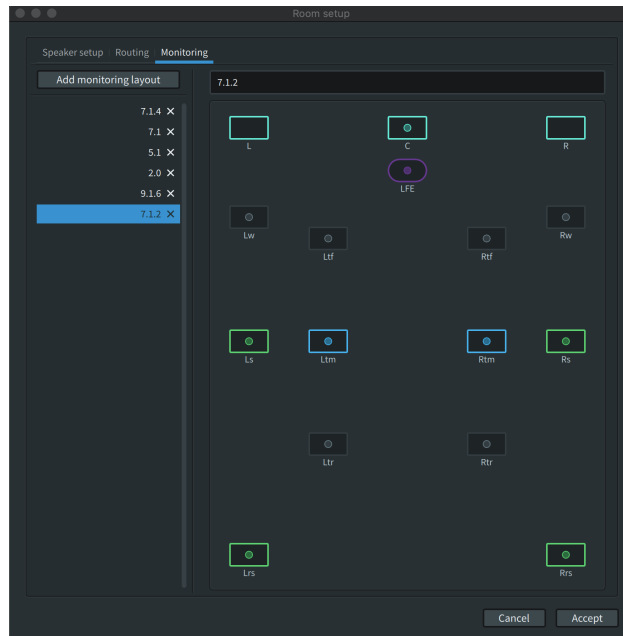 Room setup
Speaker setup Routing Monitoring
Add monitoring layout
7.1.2
7.1.4 ×
7.1 ×
5.1 ×
2.0 ×
9.1.6 ×
7.1.2 ×
L C R
LFE
Lw Rw
Ltf Rtf
Ls Ltm Rtm Rs
Ltr Rtr
Lrs Rrs
Cancel Accept